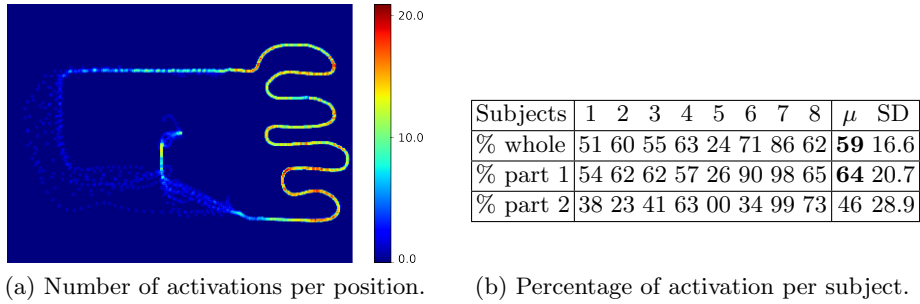 20.0
10.0
0.0
(a) Number of activations per position.
Subjects 1 2 3 4 5 6 7 8 μ SD
% whole 51 60 55 63 24 71 86 62 59 16.6
% part 1 54 62 62 57 26 90 98 65 64 20.7
% part 2 38 23 41 63 00 34 99 73 46 28.9
(b) Percentage of activation per subject.